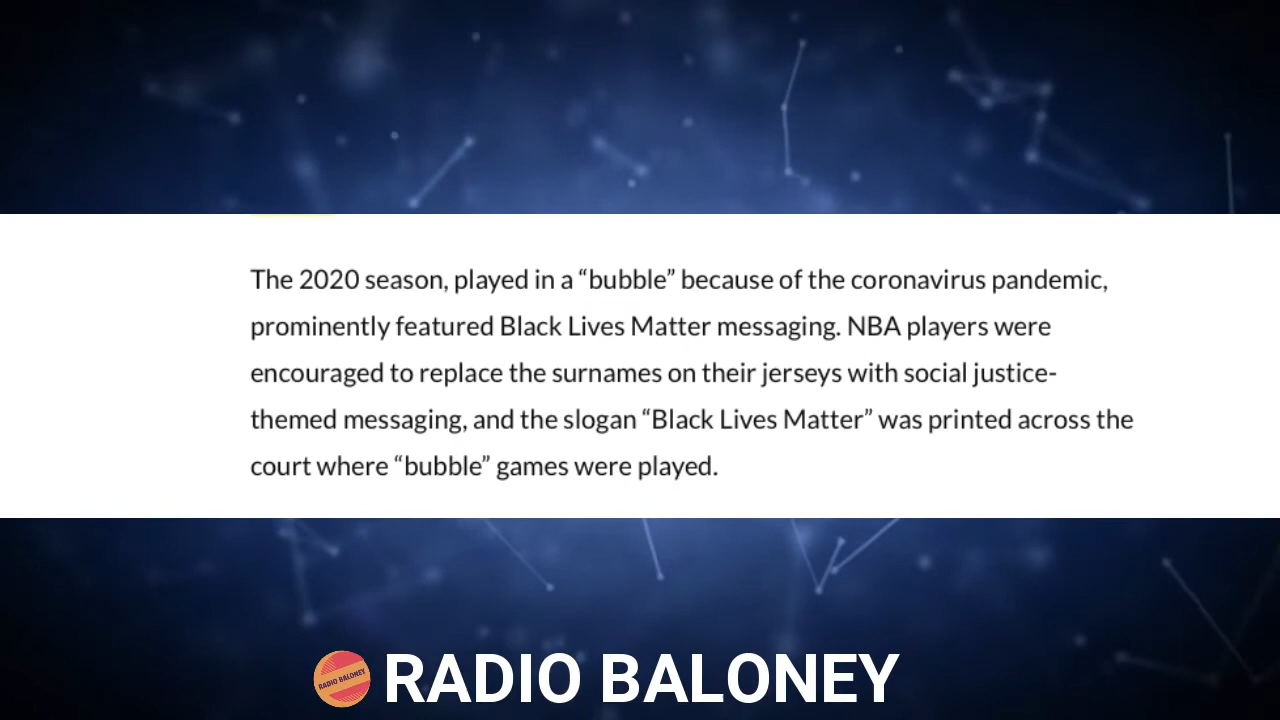 The 2020 season, played in a “bubble” because of the coronavirus pandemic,
prominently featured Black Lives Matter messaging. NBA players were
encouraged to replace the surnames on their jerseys with social justice-
themed messaging, and the slogan “Black Lives Matter” was printed across the
court where “bubble” games were played.
RADIO BALONEY
RADIO BALONEY